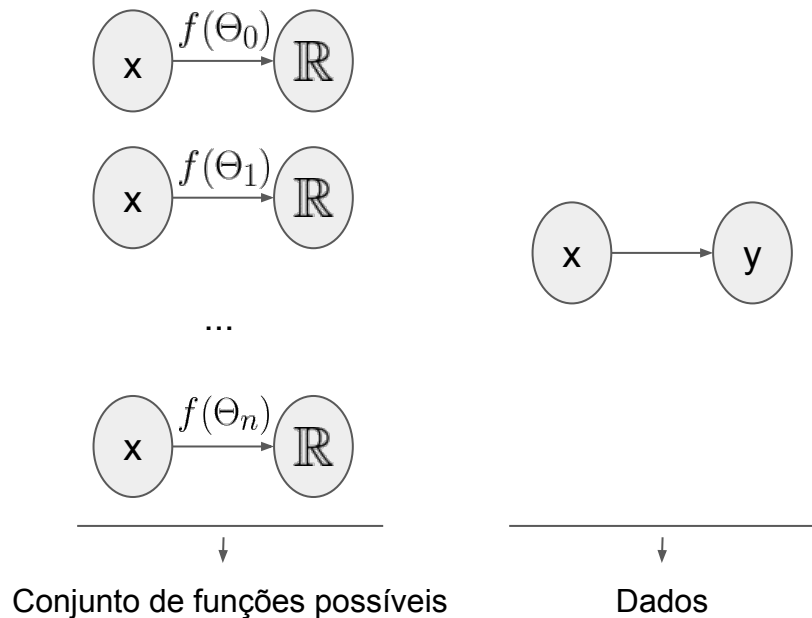 f(Θ₀)
x ℝ
f(Θ₁)
x ℝ
x y
...
f(Θₙ)
x ℝ
Conjunto de funções possíveis
Dados